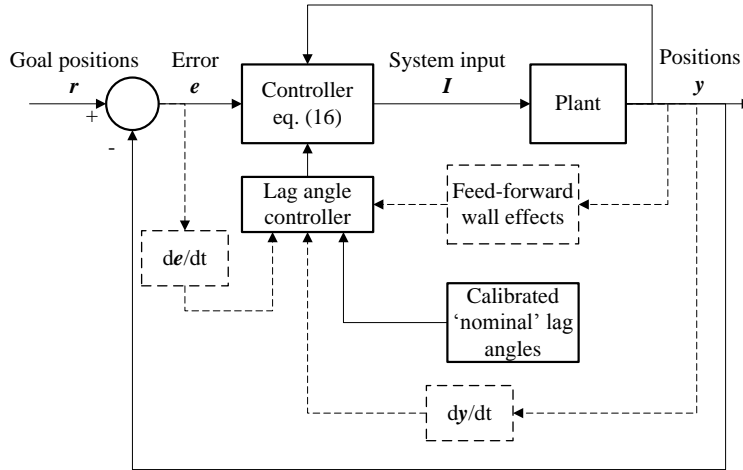 Goal positions
r
+
-
Error
e
Controller
eq. (16)
System input
I
Plant
Positions
y
Lag angle
controller
Feed-forward
wall effects
de/dt
Calibrated
‘nominal’ lag
angles
dy/dt